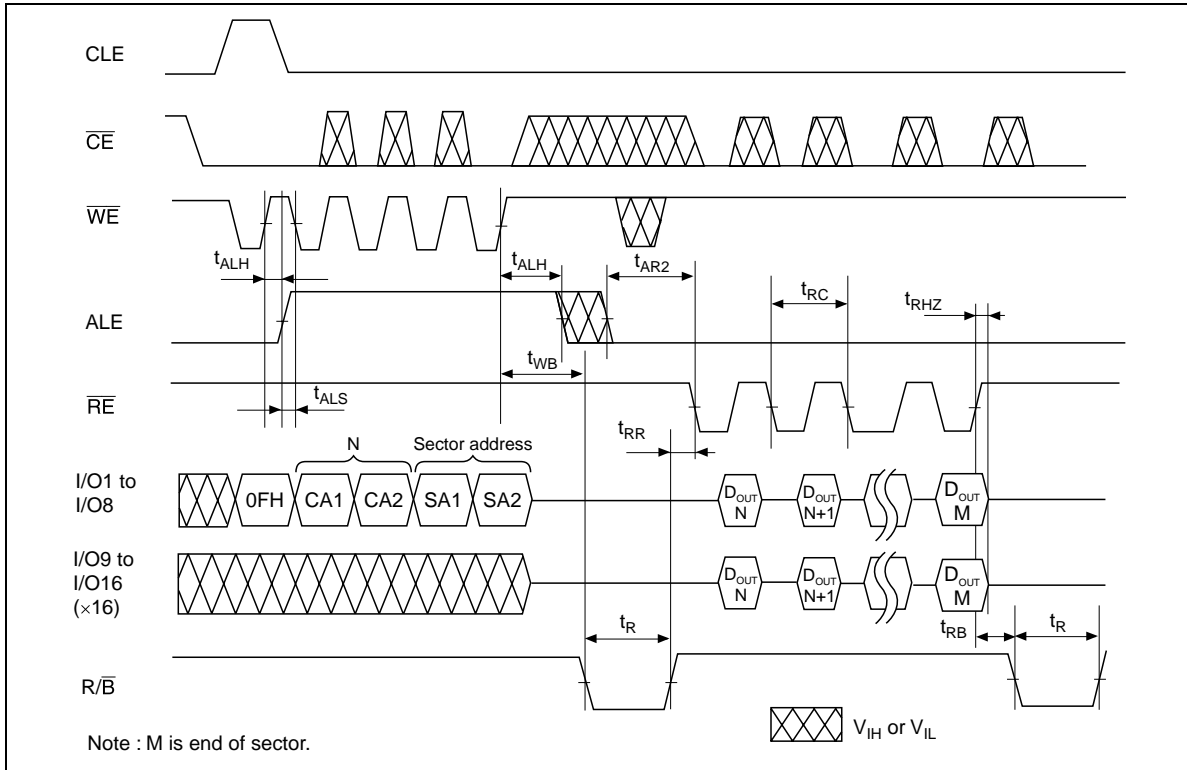 CLE
CE
WE
tALH
tALH
tAR2
tRC
tRHZ
ALE
tWB
RE
tALS
tRR
N
Sector address
I/O1 to
I/O8
0FH
CA1
CA2
SA1
SA2
DOUT
N
DOUT
N+1
DOUT
M
I/O9 to
I/O16
(×16)
DOUT
N
DOUT
N+1
DOUT
M
tR
tRB
tR
R/B
VIH or VIL
Note : M is end of sector.